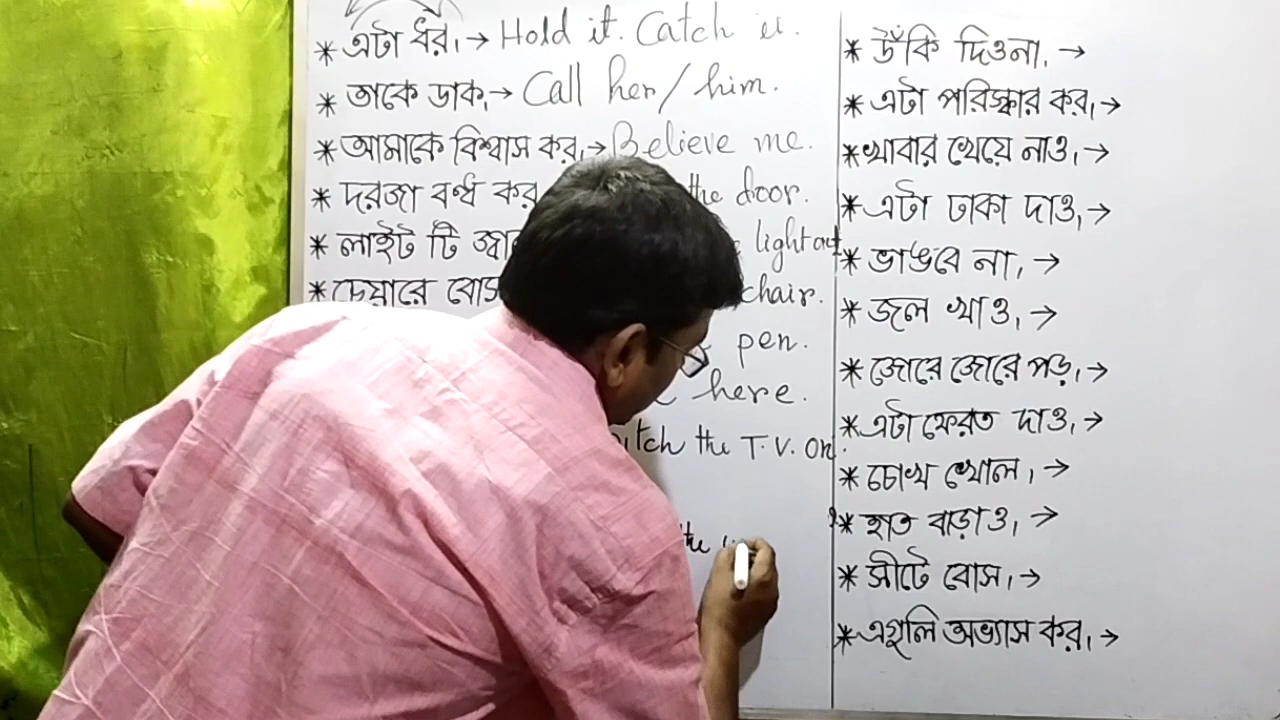 * এটা ধর, → Hold it. Catch it.
* তাকে ডাক, → Call her/him.
* আমাকে বিশ্বাস কর, → Believe me.
* দরজা বন্ধ কর the door.
* লাইট টি light out
* চেয়ারে বোস chair.
pen.
here.
the T.V. on.
the
* উঁকি দিওনা, →
* এটা পরিস্কার কর, →
* খাবার খেয়ে নাও, →
* এটা ঢাকা দাও, →
* ভাঙবে না, →
* জল খাও, →
* জোরে জোরে পড়, →
* এটা ফেরত দাও, →
* চোখ খোল, →
* হাত বাড়াও, →
* সীটে বোস, →
* এগুলি অভ্যাস কর, →